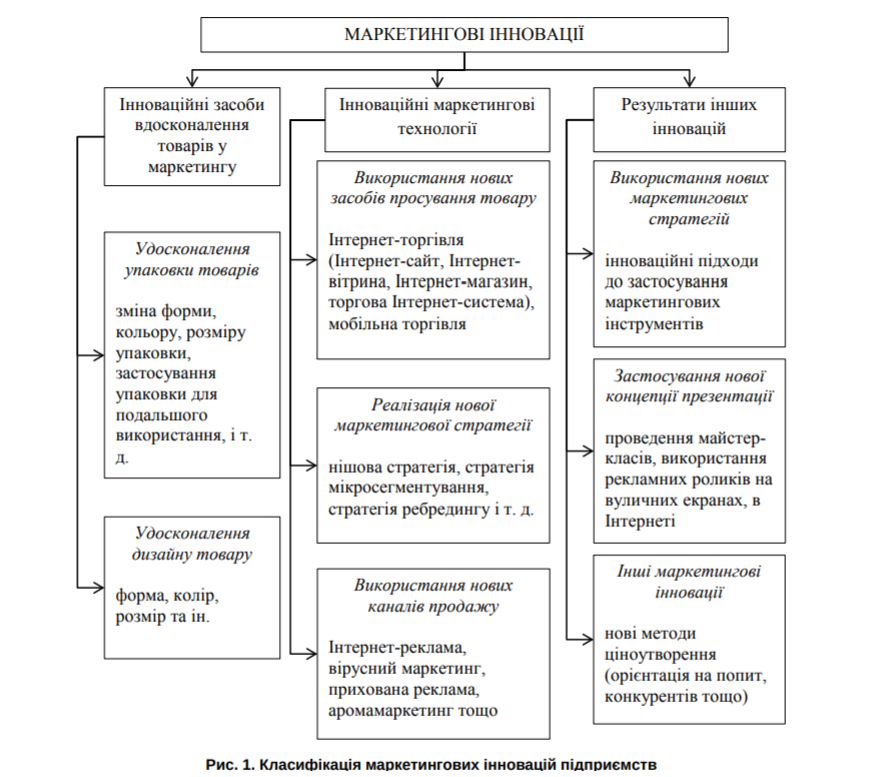 МАРКЕТИНГОВІ ІННОВАЦІЇ
Інноваційні засоби
вдосконалення
товарів у
маркетингу
Удосконалення
упаковки товарів
зміна форми,
кольору, розміру
упаковки,
застосування
упаковки для
подальшого
використання, і т.
д.
Удосконалення
дизайну товару
форма, колір,
розмір та ін.
Інноваційні маркетингові
технології
Використання нових
засобів просування товару
Інтернет-торгівля
(Інтернет-сайт, Інтернет-
вітрина, Інтернет-магазин,
торгова Інтернет-система),
мобільна торгівля
Реалізація нової
маркетингової стратегії
нішова стратегія, стратегія
мікросегментування,
стратегія ребредингу і т. д.
Використання нових
каналів продажу
Інтернет-реклама,
вірусний маркетинг,
прихована реклама,
аромамаркетинг тощо
Результати інших
інновацій
Використання нових
маркетингових
стратегій
інноваційні підходи
до застосування
маркетингових
інструментів
Застосування нової
концепції презентації
проведення майстер-
класів, використання
рекламних роликів на
вуличних екранах, в
Інтернеті
Інші маркетингові
інновації
нові методи
ціноутворення
(орієнтація на попит,
конкурентів тощо)
Рис. 1. Класифікація маркетингових інновацій підприємств